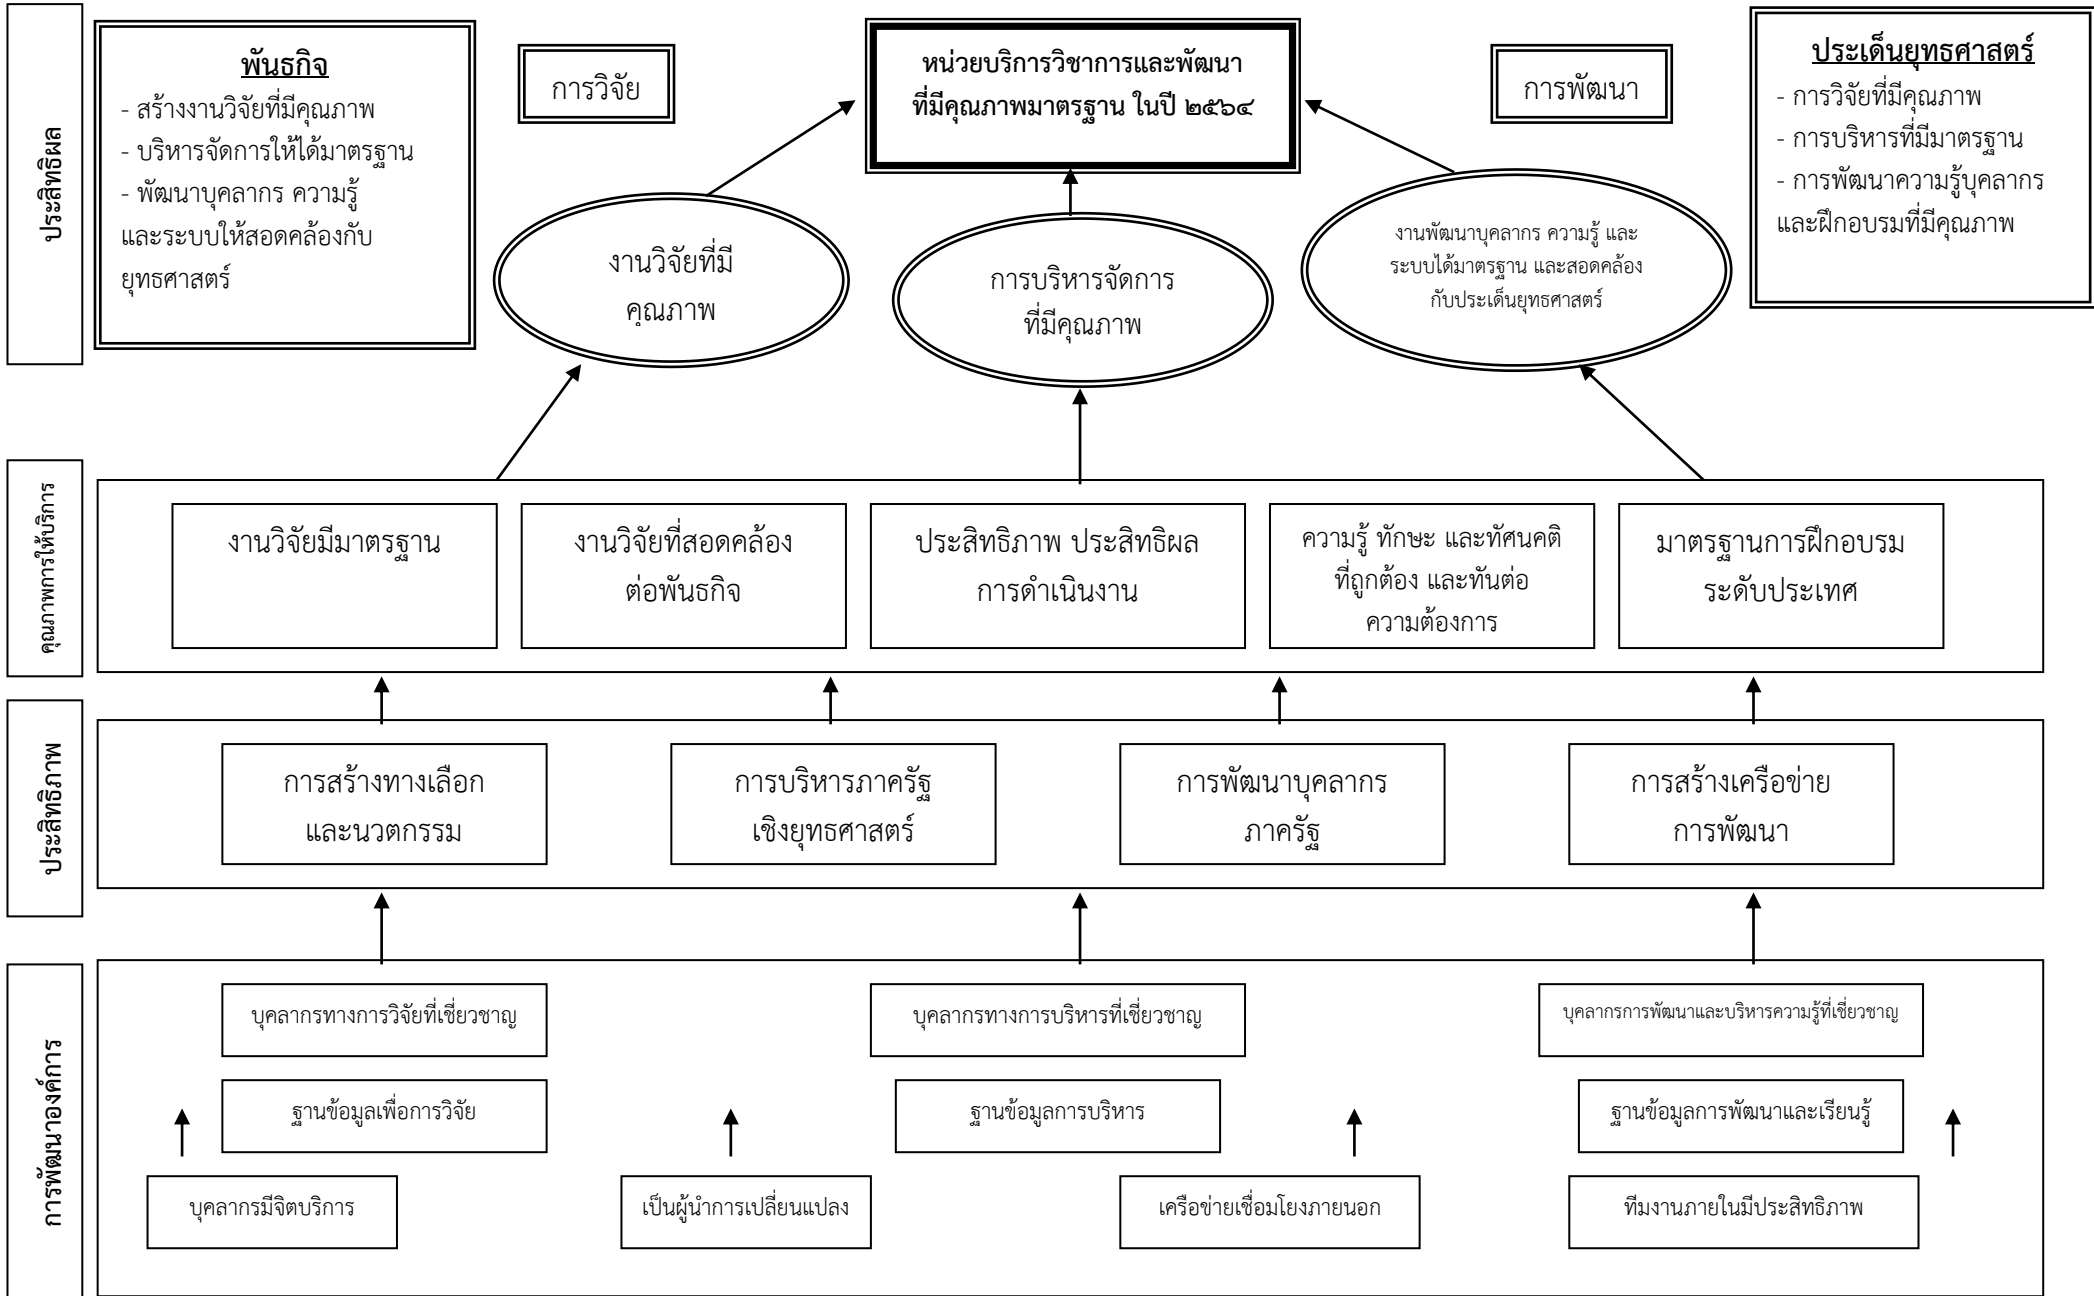 ประสิทธิผล
พันธกิจ
- สร้างงานวิจัยที่มีคุณภาพ
- บริหารจัดการให้ได้มาตรฐาน
- พัฒนาบุคลากร ความรู้
และระบบให้สอดคล้องกับ
ยุทธศาสตร์
การวิจัย
หน่วยบริการวิชาการและพัฒนา
ที่มีคุณภาพมาตรฐาน ในปี ๒๕๖๔
การพัฒนา
ประเด็นยุทธศาสตร์
- การวิจัยที่มีคุณภาพ
- การบริหารที่มีมาตรฐาน
- การพัฒนาความรู้บุคลากร
และฝึกอบรมที่มีคุณภาพ
งานวิจัยที่มี
คุณภาพ
การบริหารจัดการ
ที่มีคุณภาพ
งานพัฒนาบุคลากร ความรู้ และ
ระบบได้มาตรฐาน และสอดคล้อง
กับประเด็นยุทธศาสตร์
คุณภาพการให้บริการ
งานวิจัยมีมาตรฐาน
งานวิจัยที่สอดคล้อง
ต่อพันธกิจ
ประสิทธิภาพ ประสิทธิผล
การดำเนินงาน
ความรู้ ทักษะ และทัศนคติ
ที่ถูกต้อง และทันต่อ
ความต้องการ
มาตรฐานการฝึกอบรม
ระดับประเทศ
ประสิทธิภาพ
การสร้างทางเลือก
และนวตกรรม
การบริหารภาครัฐ
เชิงยุทธศาสตร์
การพัฒนาบุคลากร
ภาครัฐ
การสร้างเครือข่าย
การพัฒนา
การพัฒนาองค์การ
บุคลากรทางการวิจัยที่เชี่ยวชาญ
บุคลากรทางการบริหารที่เชี่ยวชาญ
บุคลากรการพัฒนาและบริหารความรู้ที่เชี่ยวชาญ
ฐานข้อมูลเพื่อการวิจัย
ฐานข้อมูลการบริหาร
ฐานข้อมูลการพัฒนาและเรียนรู้
บุคลากรมีจิตบริการ
เป็นผู้นำการเปลี่ยนแปลง
เครือข่ายเชื่อมโยงภายนอก
ทีมงานภายในมีประสิทธิภาพ